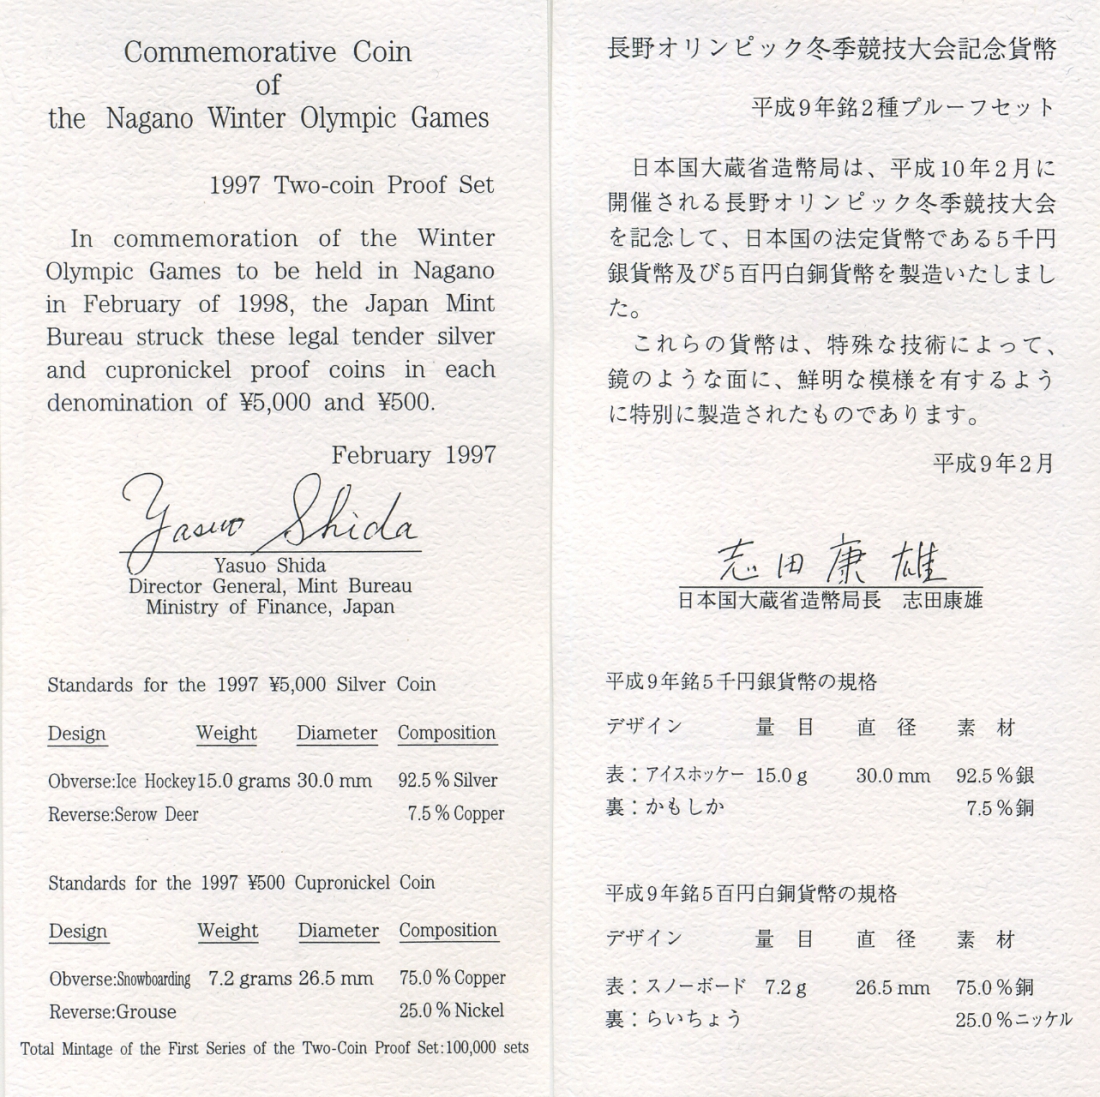 Commemorative Coin
of
the Nagano Winter Olympic Games
1997 Two-coin Proof Set
In commemoration of the Winter
Olympic Games to be held in Nagano
in February of 1998, the Japan Mint
Bureau struck these legal tender silver
and cupronickel proof coins in each
denomination of ¥5,000 and ¥500.
February 1997
Yasuo Shida
Yasuo Shida
Director General, Mint Bureau
Ministry of Finance, Japan
Standards for the 1997 ¥5,000 Silver Coin
Design Weight Diameter Composition
Obverse:Ice Hockey 15.0 grams 30.0 mm 92.5% Silver
Reverse:Serow Deer 7.5% Copper
Standards for the 1997 ¥500 Cupronickel Coin
Design Weight Diameter Composition
Obverse:Snowboarding 7.2 grams 26.5 mm 75.0% Copper
Reverse:Grouse 25.0% Nickel
Total Mintage of the First Series of the Two-Coin Proof Set:100,000 sets
長野オリンピック冬季競技大会記念貨幣
平成9年銘2種プルーフセット
日本国大蔵省造幣局は、平成10年2月に
開催される長野オリンピック冬季競技大会
を記念して、日本国の法定貨幣である5千円
銀貨幣及び5百円白銅貨幣を製造いたしまし
た。
これらの貨幣は、特殊な技術によって、
鏡のような面に、鮮明な模様を有するよう
に特別に製造されたものであります。
平成9年2月
志田康雄
日本国大蔵省造幣局長 志田康雄
平成9年銘5千円銀貨幣の規格
デザイン 量目 直径 素材
表：アイスホッケー 15.0g 30.0mm 92.5%銀
裏：かもしか 7.5%銅
平成9年銘5百円白銅貨幣の規格
デザイン 量目 直径 素材
表：スノーボード 7.2g 26.5mm 75.0%銅
裏：らいちょう 25.0%ニッケル